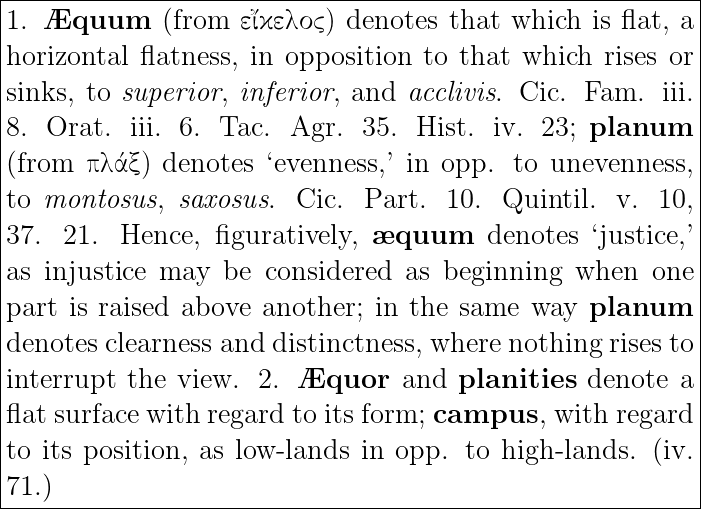 1. Æquum (from εἴκελος) denotes that which is flat, a
horizontal flatness, in opposition to that which rises or
sinks, to superior, inferior, and acclivis. Cic. Fam. iii.
8. Orat. iii. 6. Tac. Agr. 35. Hist. iv. 23; planum
(from πλάξ) denotes ‘evenness,’ in opp. to unevenness,
to montosus, saxosus. Cic. Part. 10. Quintil. v. 10,
37. 21. Hence, figuratively, æquum denotes ‘justice,’
as injustice may be considered as beginning when one
part is raised above another; in the same way planum
denotes clearness and distinctness, where nothing rises to
interrupt the view. 2. Æquor and planities denote a
flat surface with regard to its form; campus, with regard
to its position, as low-lands in opp. to high-lands. (iv.
71.)